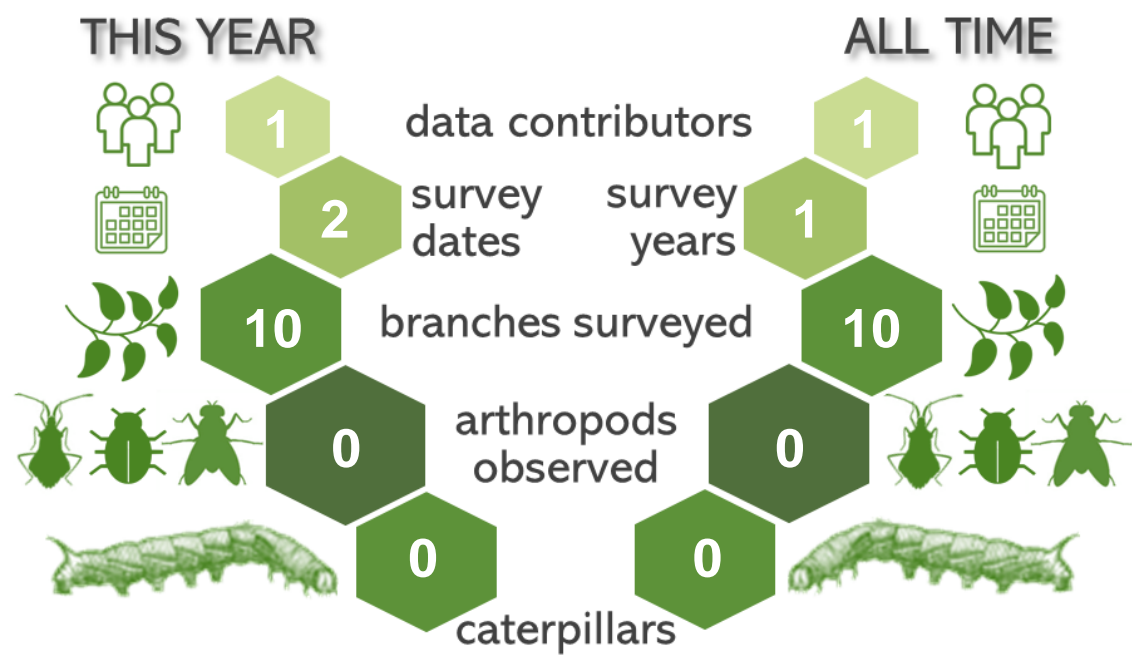 THIS YEAR
ALL TIME
1
data contributors
1
2
survey
dates
survey
years
1
10
branches surveyed
10
0
arthropods
observed
0
0
0
caterpillars